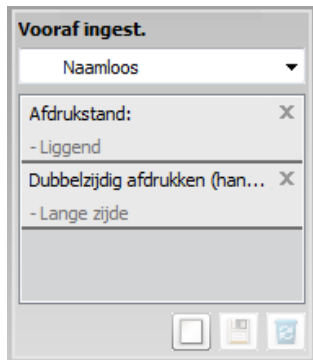 Vooraf ingest.
Naamloos
Afdrukstand:
- Liggend
Dubbelzijdig afdrukken (han...
- Lange zijde